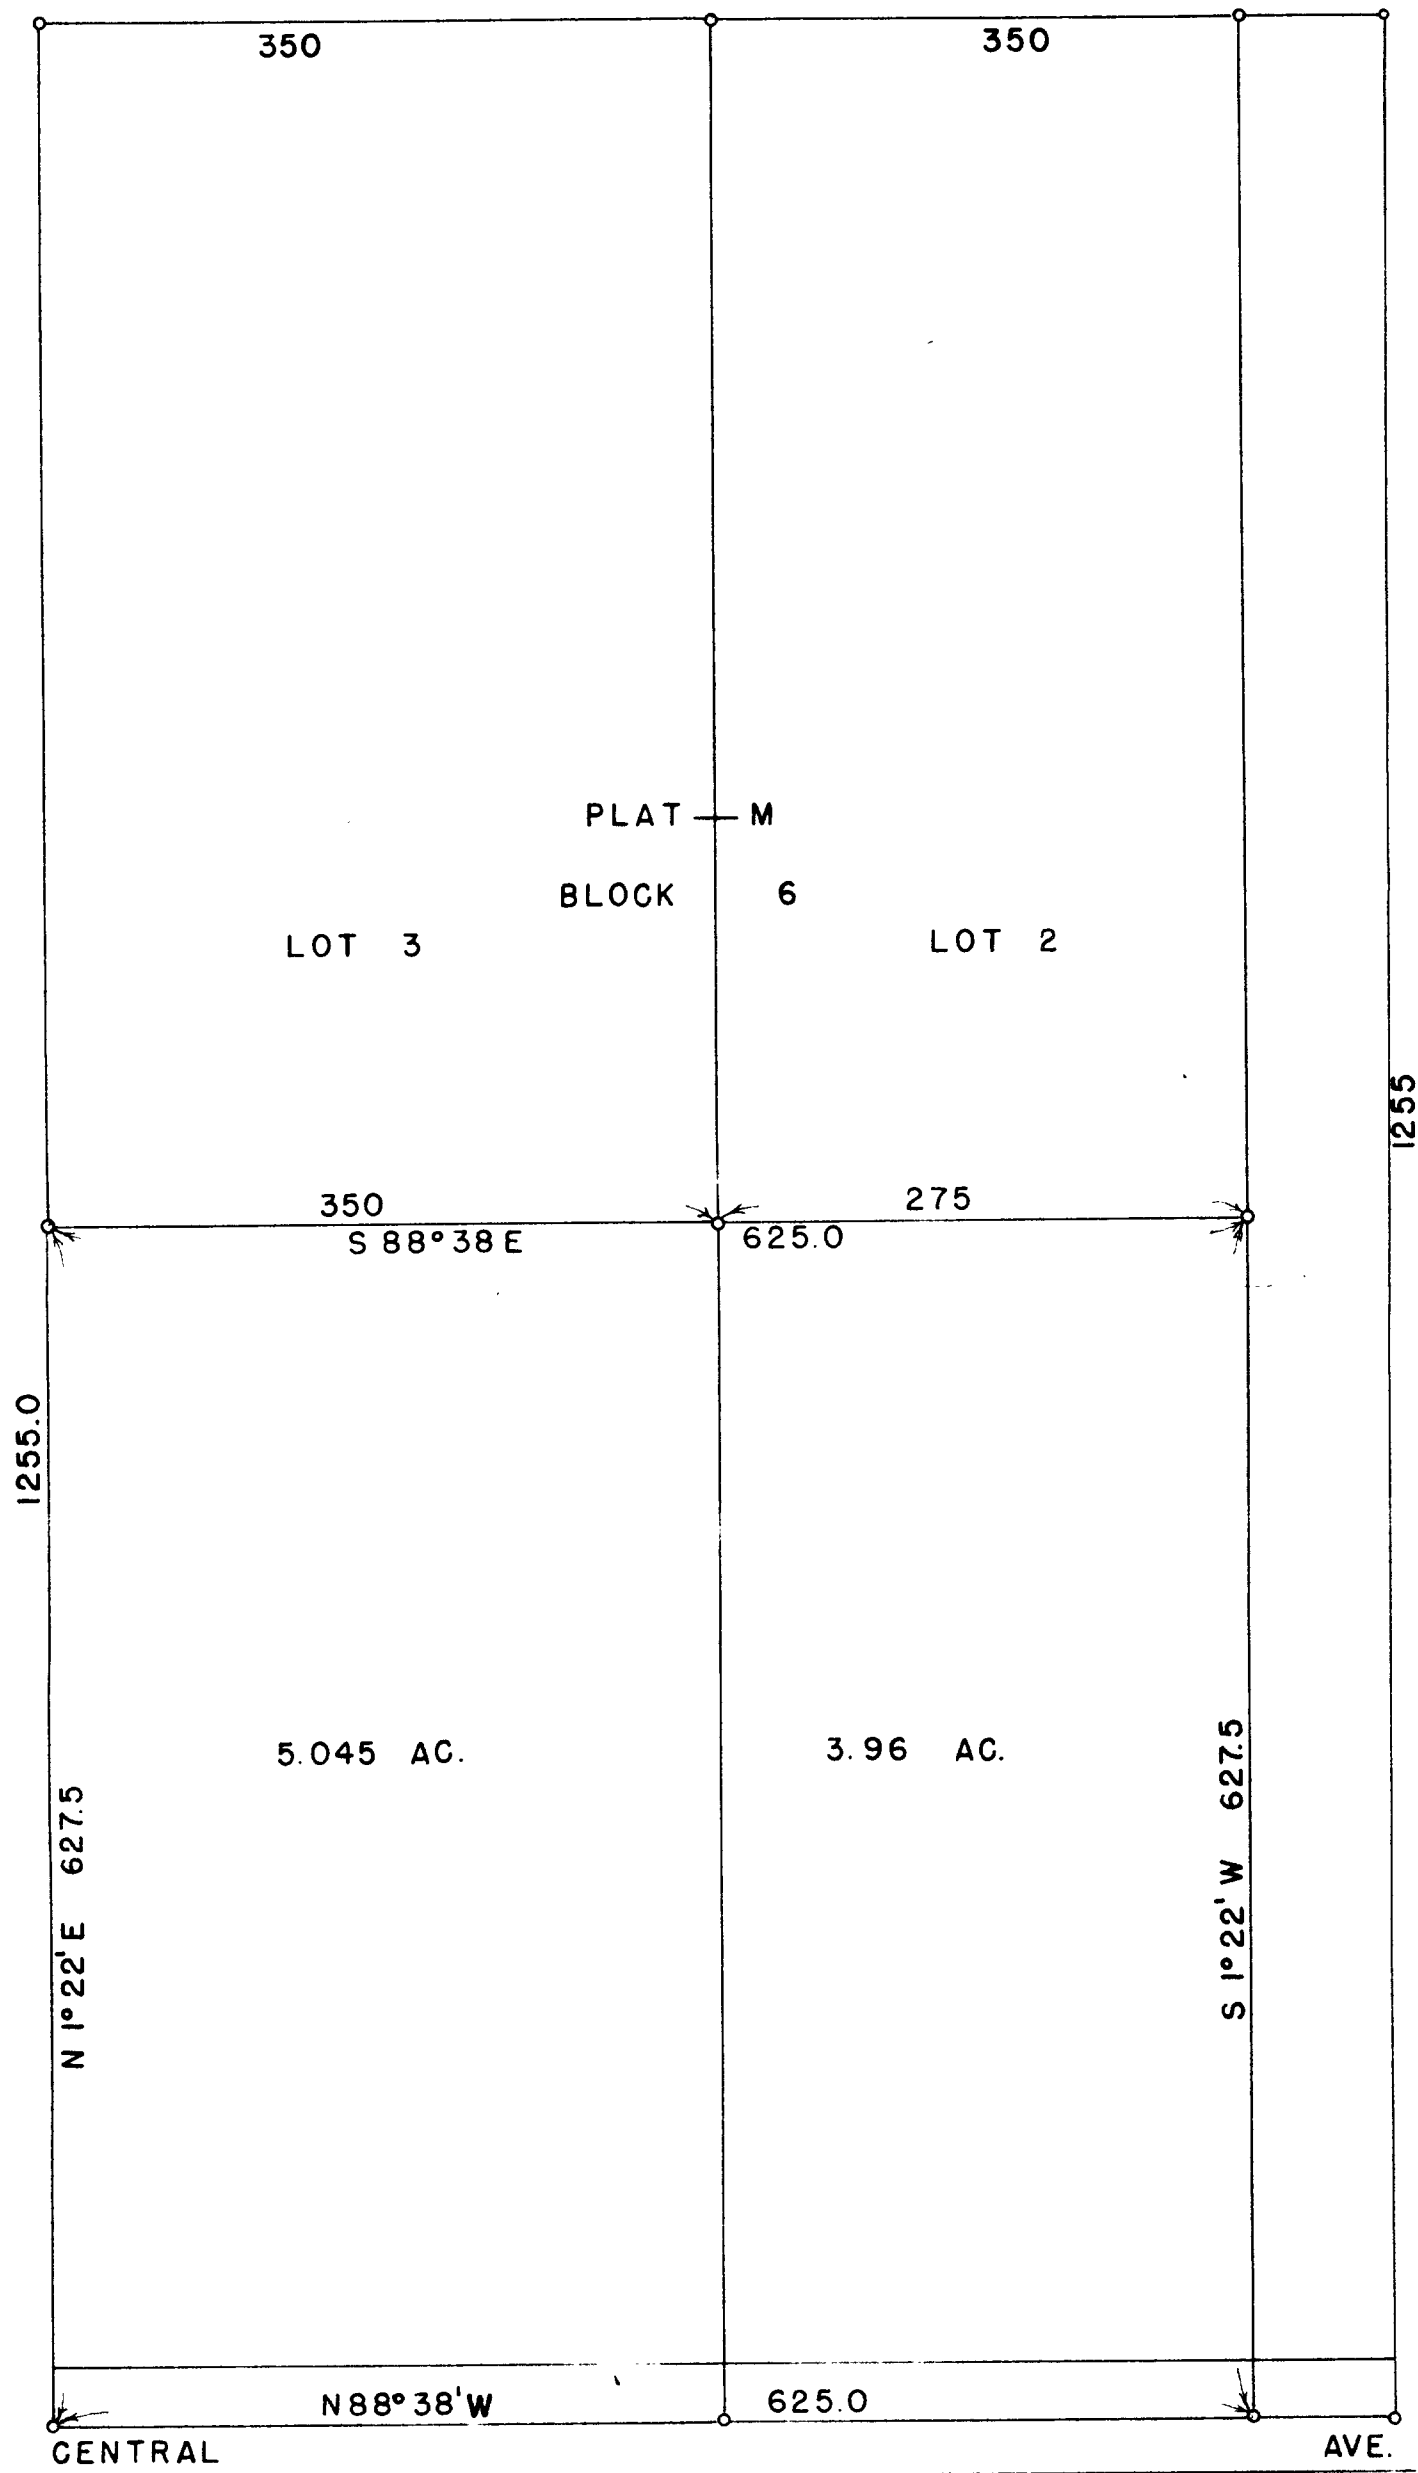 350 350
PLAT M
BLOCK 6
LOT 3 LOT 2
1255
350 275
S 88°38 E 625.0
1255.0
5.045 AC. 3.96 AC.
N 1°22' E 627.5
S 1°22' W 627.5
N88°38'W 625.0
CENTRAL AVE.